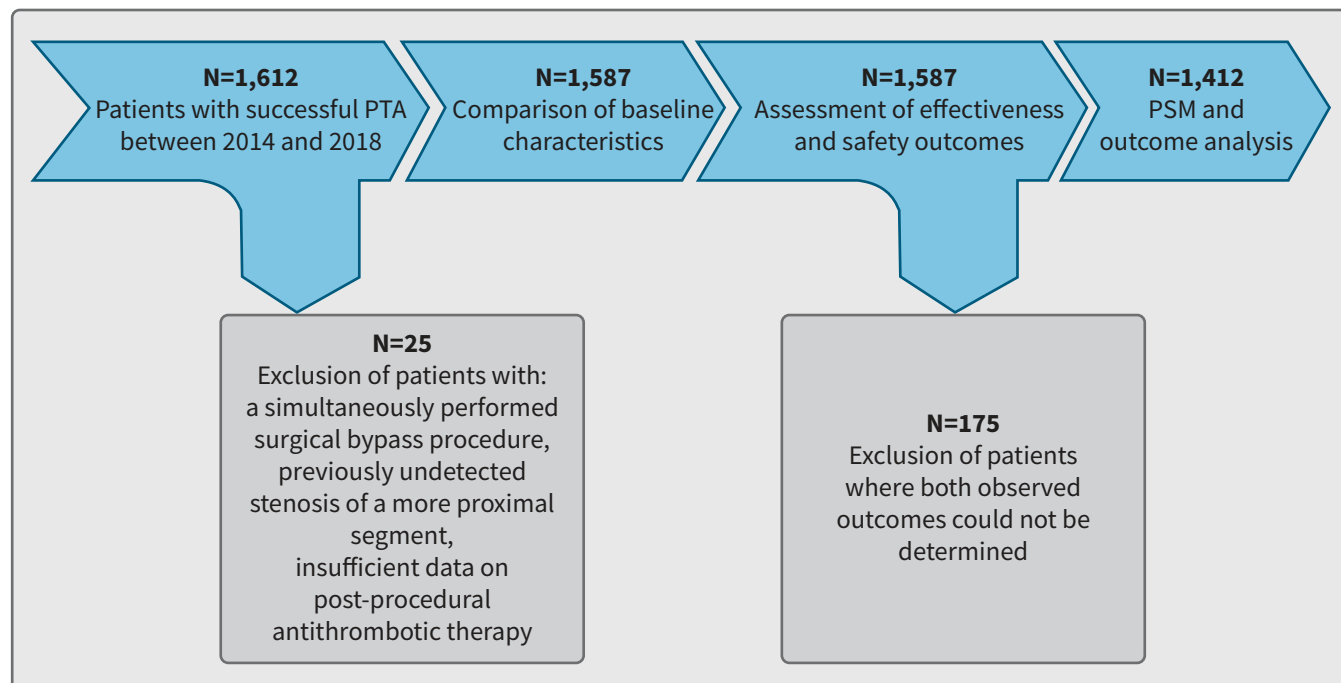 N=1,612
Patients with successful PTA
between 2014 and 2018
N=1,587
Comparison of baseline
characteristics
N=1,587
Assessment of effectiveness
and safety outcomes
N=1,412
PSM and
outcome analysis
N=25
Exclusion of patients with:
a simultaneously performed
surgical bypass procedure,
previously undetected
stenosis of a more proximal
segment,
insufficient data on
post-procedural
antithrombotic therapy
N=175
Exclusion of patients
where both observed
outcomes could not be
determined